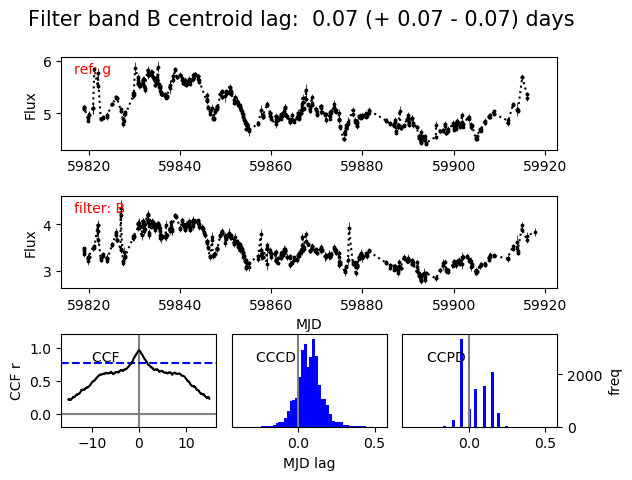 Filter band B centroid lag:  0.07 (+ 0.07 - 0.07) days
6
5
Flux
ref: g
59820 59840 59860 59880 59900 59920
4
3
Flux
filter: B
59820 59840 59860 59880 59900 59920
MJD
1.0
0.5
0.0
CCF r
CCF
−10 0 10
CCCD
0.0 0.5
MJD lag
CCPD
0.0 0.5
2000
0
freq